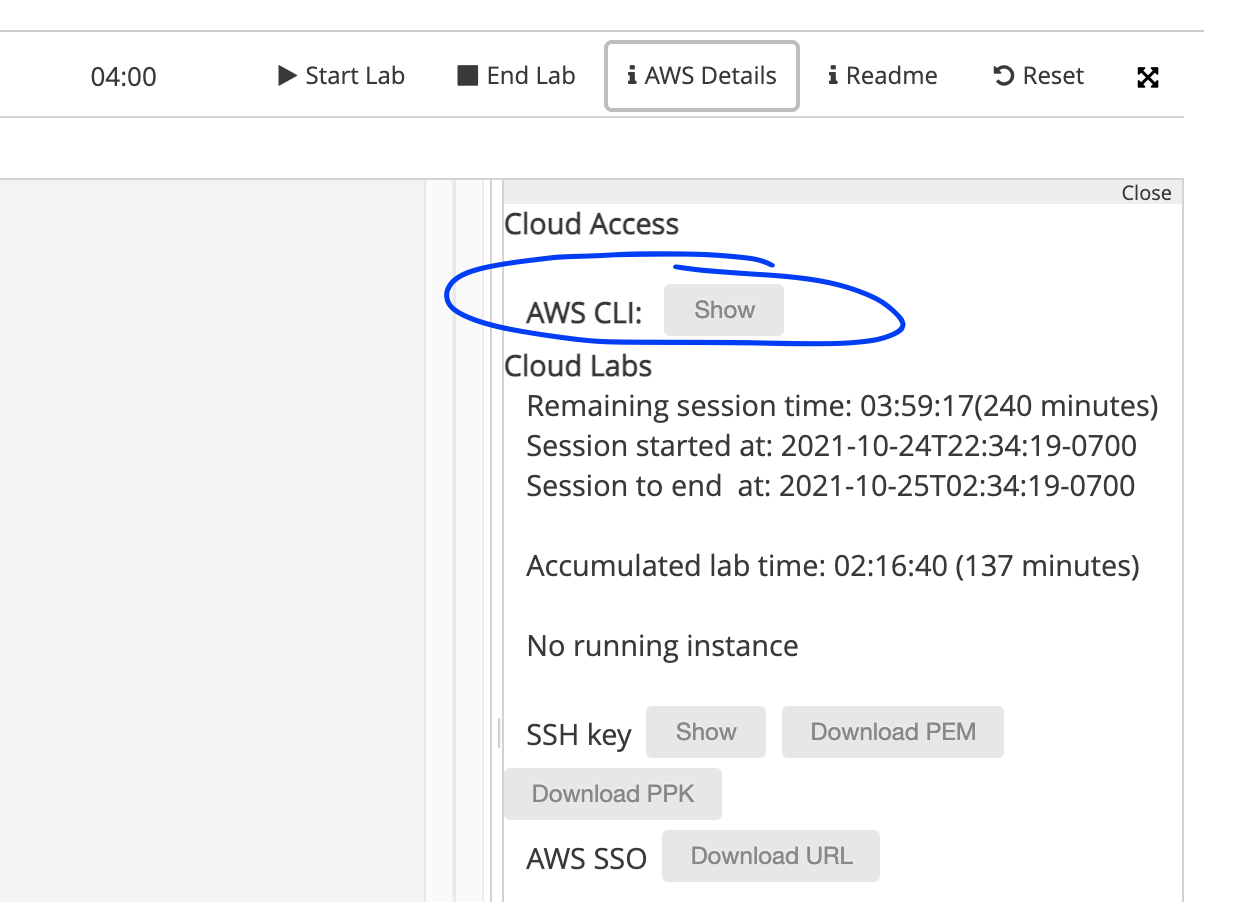 04:00 Start Lab End Lab AWS Details Readme Reset
Close
Cloud Access
AWS CLI: Show
Cloud Labs
Remaining session time: 03:59:17(240 minutes)
Session started at: 2021-10-24T22:34:19-0700
Session to end  at: 2021-10-25T02:34:19-0700
Accumulated lab time: 02:16:40 (137 minutes)
No running instance
SSH key Show Download PEM
Download PPK
AWS SSO Download URL